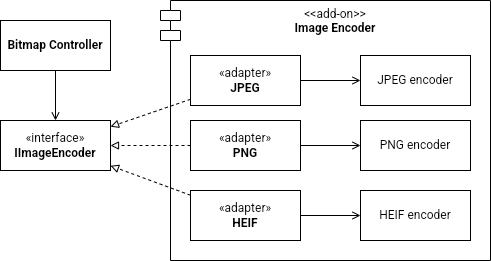 Bitmap Controller
«interface»
IImageEncoder
<<add-on>>
Image Encoder
«adapter»
JPEG
JPEG encoder
«adapter»
PNG
PNG encoder
«adapter»
HEIF
HEIF encoder